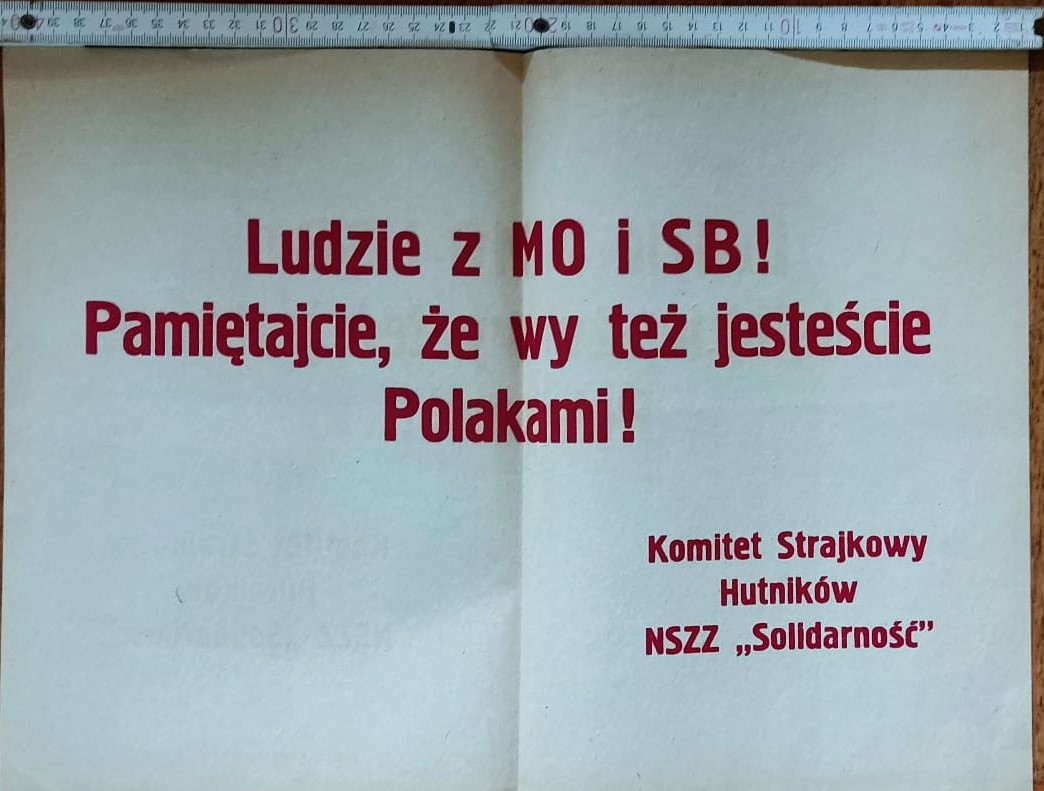 Ludzie z MO i SB!
Pamiętajcie, że wy też jesteście
Polakami!
Komitet Strajkowy
Hutników
NSZZ „Solidarność”